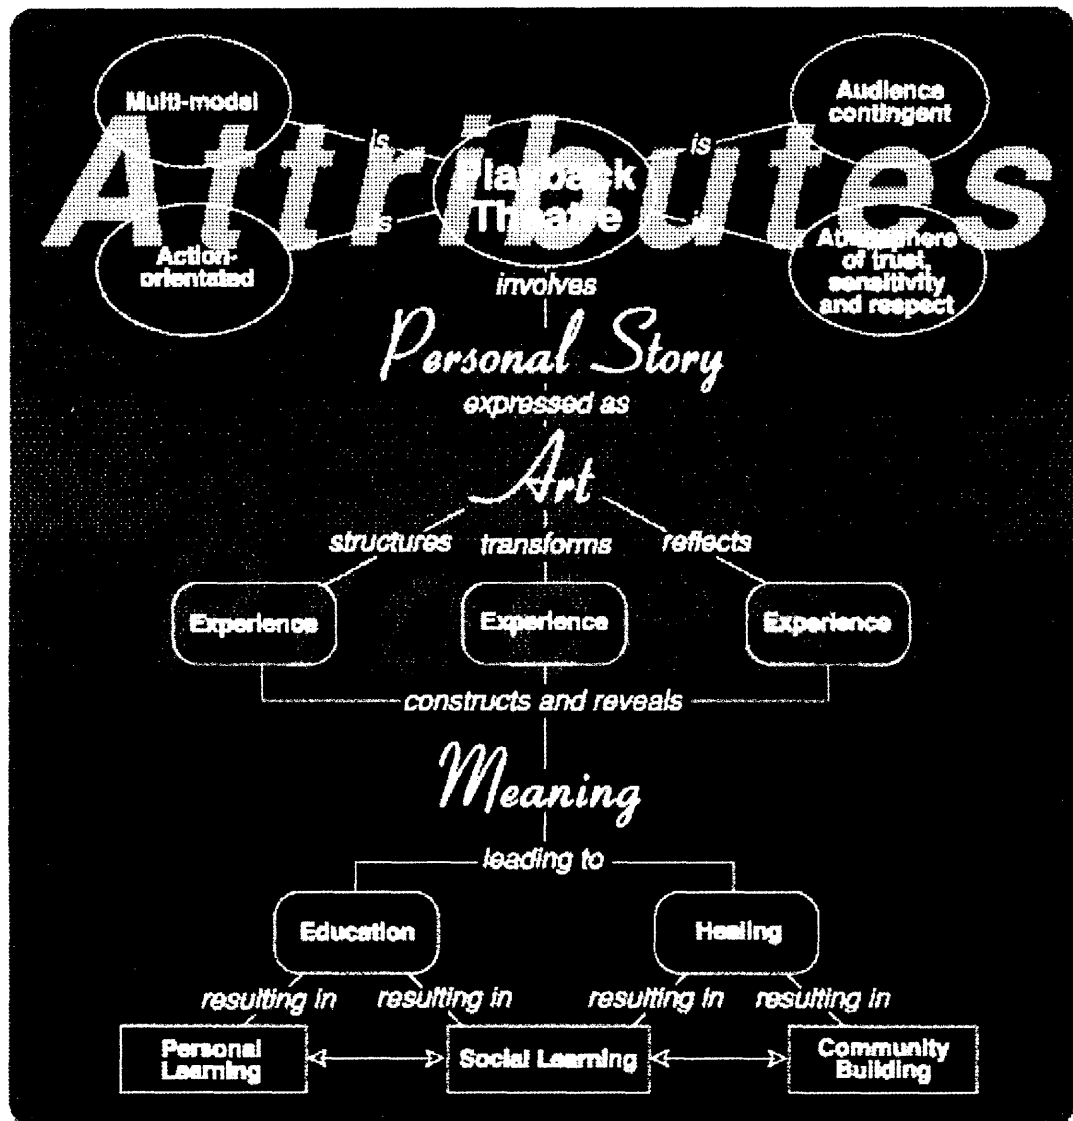 Attributes
Multi-model
Audience
contingent
is
is
Playback
Theatre
is
is
Action-
orientated
Atmosphere
of trust,
sensitivity
and respect
involves
Personal Story
expressed as
Art
structures
transforms
reflects
Experience
Experience
Experience
constructs and reveals
Meaning
leading to
Education
Healing
resulting in
resulting in
resulting in
resulting in
Personal
Learning
Social Learning
Community
Building